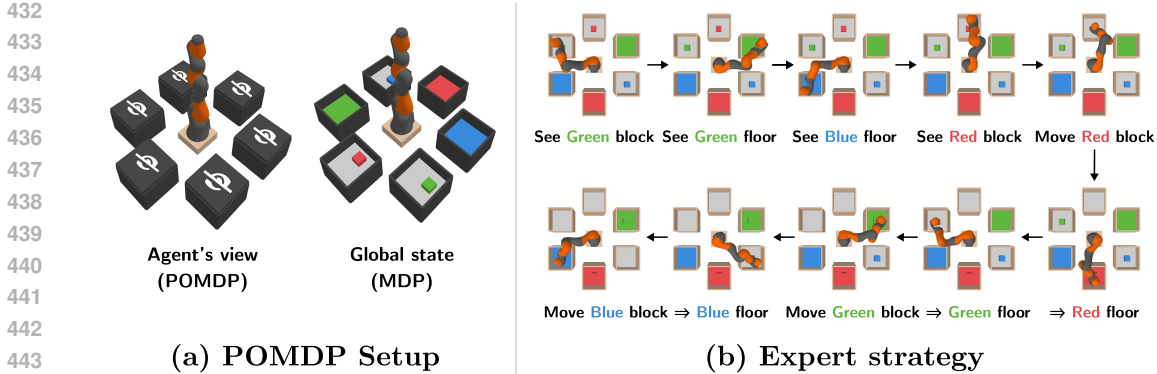 432
433
434
435
436
437
438
439
440
441
442
443
Agent's view
(POMDP)
Global state
(MDP)
(a) POMDP Setup
See Green block
See Green floor
See Blue floor
See Red block
Move Red block
Move Blue block ⇒ Blue floor
Move Green block ⇒ Green floor
⇒ Red floor
(b) Expert strategy